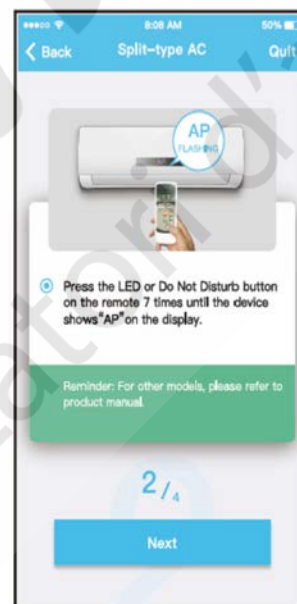 8:08 AM
50%
Back
Split-type AC
Quit
AP
FLASHING
Press the LED or Do Not Disturb button
on the remote 7 times until the device
shows"AP"on the display.
Reminder: For other models, please refer to
product manual.
2/4
Next